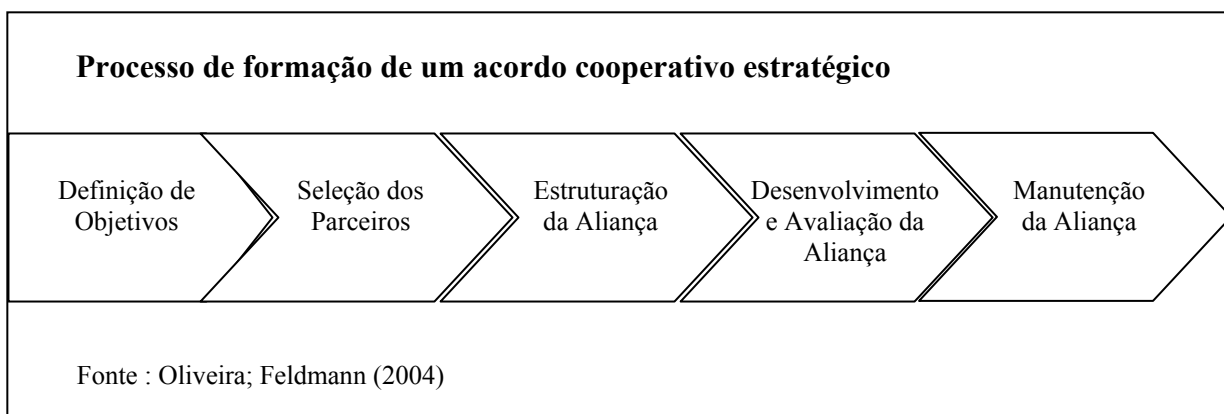 Processo de formação de um acordo cooperativo estratégico
Definição de
Objetivos
Seleção dos
Parceiros
Estruturação
da Aliança
Desenvolvimento
e Avaliação da
Aliança
Manutenção
da Aliança
Fonte : Oliveira; Feldmann (2004)